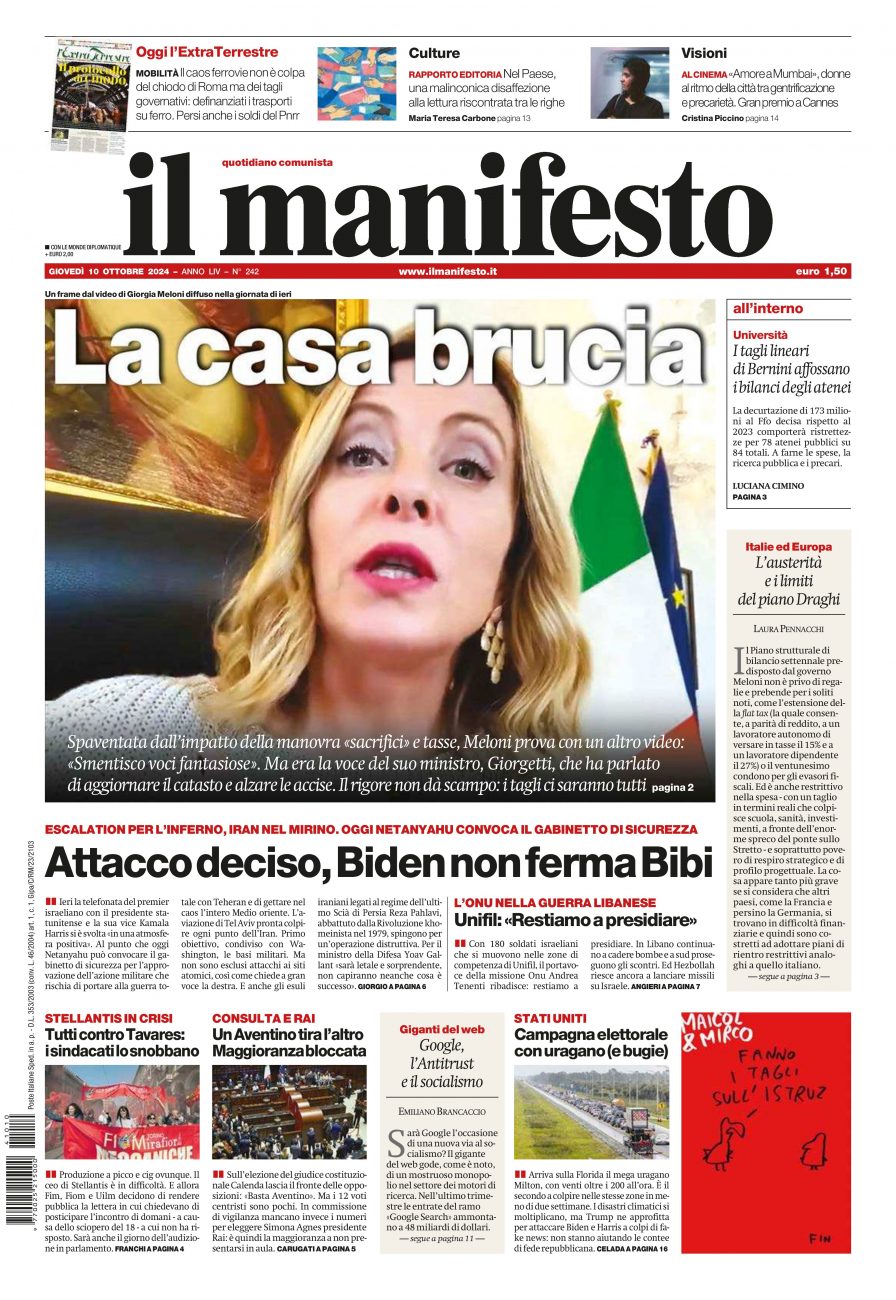 Oggi l'ExtraTerrestre
MOBILITÀ Il caos ferrovie non è colpa
del chiodo di Roma ma dei tagli
governativi: definanziati i trasporti
su ferro. Persi anche i soldi del Pnrr
Culture
RAPPORTO EDITORIA Nel Paese,
una malinconica disaffezione
alla lettura riscontrata tra le righe
Maria Teresa Carbone pagina 13
Visioni
AL CINEMA «Amore a Mumbai», donne
al ritmo della città tra gentrificazione
e precarietà. Gran premio a Cannes
Cristina Piccino pagina 14
quotidiano comunista
il manifesto
■ CON LE MONDE DIPLOMATIQUE
+ EURO 2,00
GIOVEDÌ 10 OTTOBRE 2024 – ANNO LIV – N° 242
www.ilmanifesto.it
euro 1,50
Un frame dal video di Giorgia Meloni diffuso nella giornata di ieri
La casa brucia
Spaventata dall'impatto della manovra «sacrifici» e tasse, Meloni prova con un altro video:
«Smentisco voci fantasiose». Ma era la voce del suo ministro, Giorgetti, che ha parlato
di aggiornare il catasto e alzare le accise. Il rigore non dà scampo: i tagli ci saranno tutti pagina 2
all'interno
Università
I tagli lineari
di Bernini affossano
i bilanci degli atenei
La decurtazione di 173 milio-
ni al Ffo decisa rispetto al
2023 comporterà ristrettez-
ze per 78 atenei pubblici su
84 totali. A farne le spese, la
ricerca pubblica e i precari.
LUCIANA CIMINO
PAGINA 3
Italie ed Europa
L'austerità
e i limiti
del piano Draghi
LAURA PENNACCHI
Il Piano strutturale di
bilancio settennale pre-
disposto dal governo
Meloni non è privo di rega-
lie e prebende per i soliti
noti, come l'estensione del-
la flat tax (la quale consen-
te, a parità di reddito, a un
lavoratore autonomo di
versare in tasse il 15% e a
un lavoratore dipendente
il 27%) o il ventunesimo
condono per gli evasori fi-
scali. Ed è anche restrittivo
nella spesa - con un taglio
in termini reali che colpi-
sce scuola, sanità, investi-
menti, a fronte dell'enor-
me spreco del ponte sullo
Stretto - e soprattutto pove-
ro di respiro strategico e di
profilo progettuale. La co-
sa appare tanto più grave
se si considera che altri
paesi, come la Francia e
persino la Germania, si
trovano in difficoltà finan-
ziarie e quindi sono co-
stretti ad adottare piani di
rientro restrittivi analo-
ghi a quello italiano.
— segue a pagina 3 —
ESCALATION PER L'INFERNO, IRAN NEL MIRINO. OGGI NETANYAHU CONVOCA IL GABINETTO DI SICUREZZA
Attacco deciso, Biden non ferma Bibi
Ieri la telefonata del premier
israeliano con il presidente sta-
tunitense e la sua vice Kamala
Harris si è svolta «in una atmosfe-
ra positiva». Al punto che oggi
Netanyahu può convocare il ga-
binetto di sicurezza per l'approva-
zione dell'azione militare che
rischia di portare alla guerra to-
tale con Teheran e di gettare nel
caos l'intero Medio oriente. L'a-
viazione di Tel Aviv pronta colpi-
re ogni punto dell'Iran. Primo
obiettivo, condiviso con Wa-
shington, le basi militari. Ma
non sono esclusi attacchi ai siti
atomici, così come chiede a gran
voce la destra. E anche gli esuli
iraniani legati al regime dell'ulti-
mo Scià di Persia Reza Pahlavi,
abbattuto dalla Rivoluzione kho-
meinista nel 1979, spingono per
un'operazione distruttiva. Per il
ministro della Difesa Yoav Gal-
lant «sarà letale e sorprendente,
non capiranno neanche cosa è
successo». GIORGIO A PAGINA 6
L'ONU NELLA GUERRA LIBANESE
Unifil: «Restiamo a presidiare»
Con 180 soldati israeliani
che si muovono nelle zone di
competenza di Unifil, il portavo-
ce della missione Onu Andrea
Tenenti ribadisce: restiamo a
presidiare. In Libano continua-
no a cadere bombe e a sud prose-
guono gli scontri. Ed Hezbollah
riesce ancora a lanciare missili
su Israele. ANGIERI A PAGINA 7
STELLANTIS IN CRISI
Tutti contro Tavares:
i sindacati lo snobbano
Produzione a picco e cig ovunque. Il
ceo di Stellantis è in difficoltà. E allora
Fim, Fiom e Uilm decidono di rendere
pubblica la lettera in cui chiedevano di
posticipare l'incontro di domani - a cau-
sa dello sciopero del 18 - a cui non ha ri-
sposto. Sarà anche il giorno dell'audizio-
ne in parlamento. FRANCHI A PAGINA 4
CONSULTA E RAI
Un Aventino tira l'altro
Maggioranza bloccata
Sull'elezione del giudice costituzio-
nale Calenda lascia il fronte delle oppo-
sizioni: «Basta Aventino». Ma i 12 voti
centristi sono pochi. In commissione
di vigilanza mancano invece i numeri
per eleggere Simona Agnes presidente
Rai: è quindi la maggioranza a non pre-
sentarsi in aula. CARUGATI A PAGINA 5
Giganti del web
Google,
l'Antitrust
e il socialismo
EMILIANO BRANCACCIO
Sarà Google l'occasione
di una nuova via al so-
cialismo? Il gigante
del web gode, come è noto,
di un mostruoso monopo-
lio nel settore dei motori di
ricerca. Nell'ultimo trime-
stre le entrate del ramo
«Google Search» ammonta-
no a 48 miliardi di dollari.
— segue a pagina 11 —
STATI UNITI
Campagna elettorale
con uragano (e bugie)
Arriva sulla Florida il mega uragano
Milton, con venti oltre i 200 all'ora. È il
secondo a colpire nelle stesse zone in me-
no di due settimane. I disastri climatici si
moltiplicano, ma Trump ne approfitta
per attaccare Biden e Harris a colpi di fa-
ke news: non stanno aiutando le contee
di fede repubblicana. CELADA A PAGINA 16
MAICOL
& MIRCO
FANNO
I TAGLI
SULL'ISTRUZ
FIN
Poste Italiane Sped. in a. p. - D.L. 353/2003 (conv. L. 46/2004) art. 1, c. 1, Gipa/C/RM/23/2103
9 770025 215000
41010